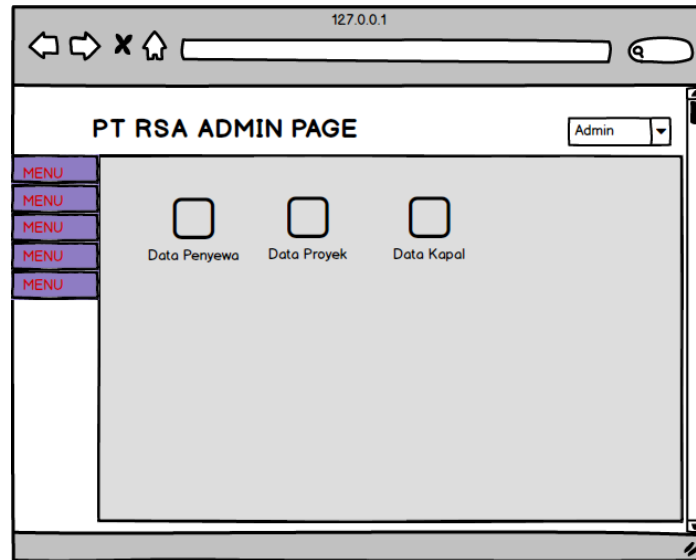 127.0.0.1
PT RSA ADMIN PAGE
Admin
MENU
MENU
MENU
MENU
MENU
Data Penyewa
Data Proyek
Data Kapal